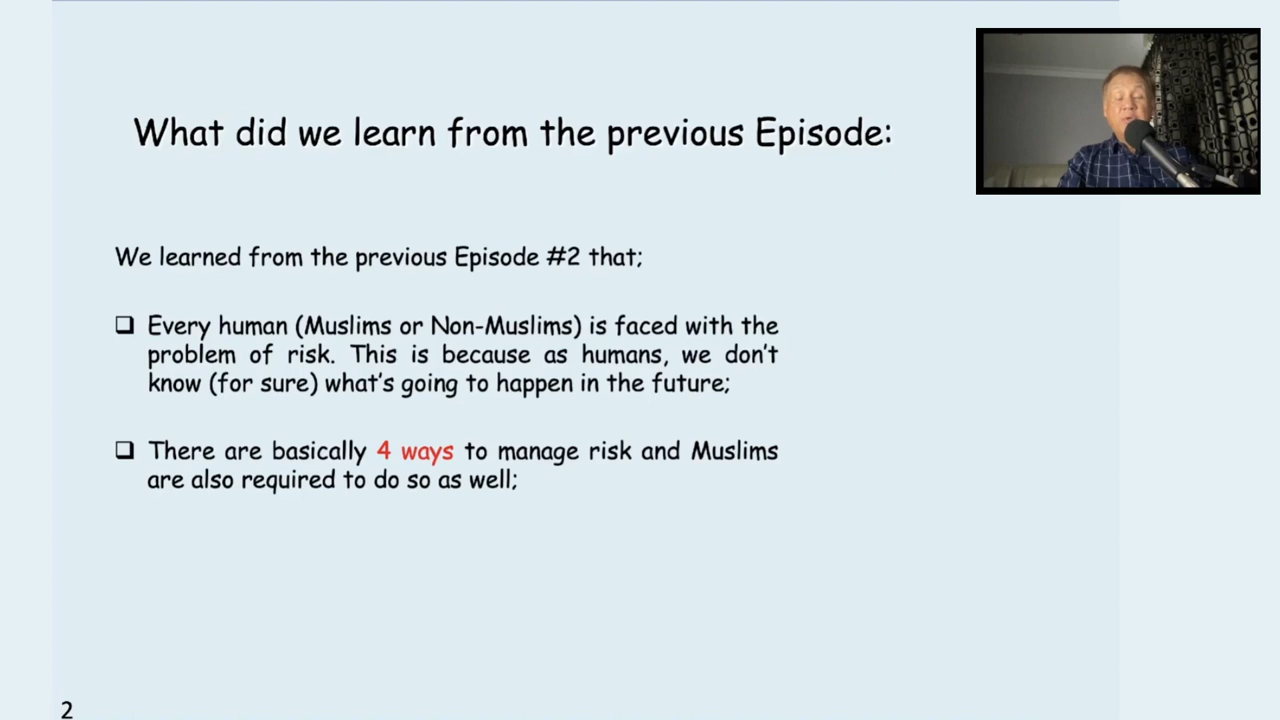 What did we learn from the previous Episode:
We learned from the previous Episode #2 that;
❑ Every human (Muslims or Non-Muslims) is faced with the
problem of risk. This is because as humans, we don't
know (for sure) what's going to happen in the future;
❑ There are basically 4 ways to manage risk and Muslims
are also required to do so as well;
2